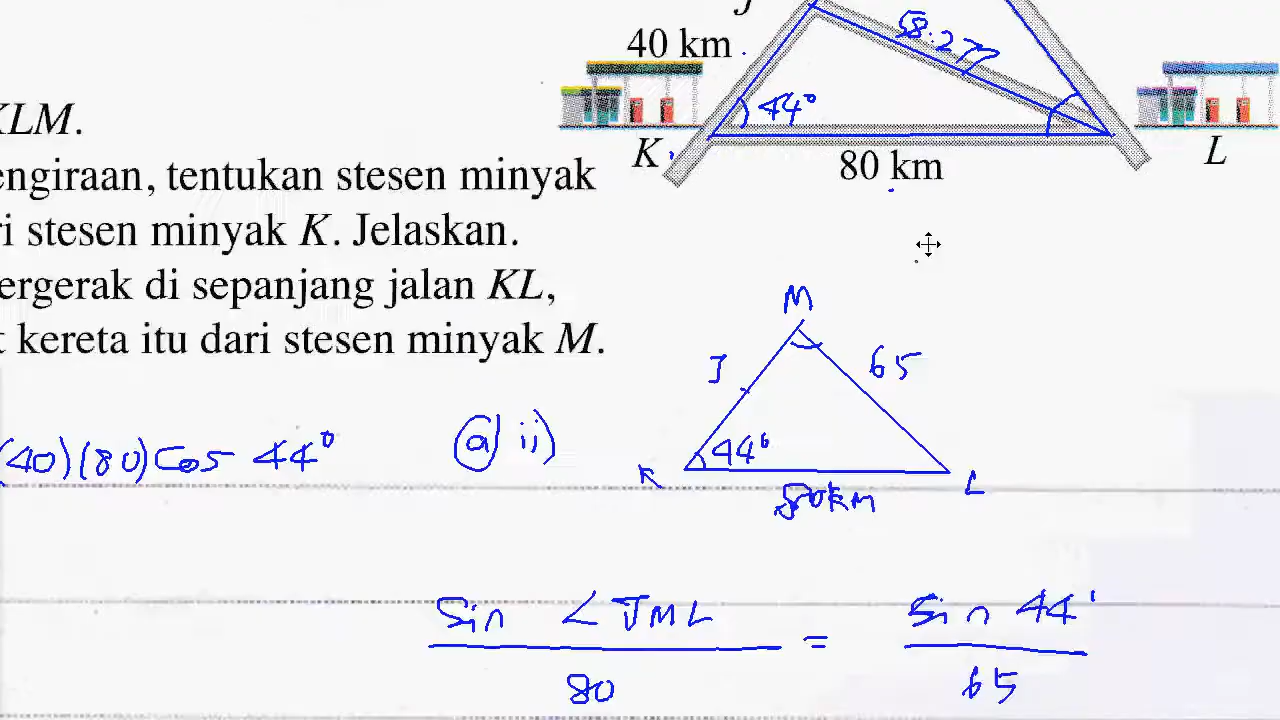 J
58.277
40 km
44°
KLM.
K
80 km
L
engiraan, tentukan stesen minyak
ri stesen minyak K. Jelaskan.
ergerak di sepanjang jalan KL,
t kereta itu dari stesen minyak M.
M
J
65
(40)(80) Cos 44°
a) ii)
44°
K
L
80km
Sin ∠JML
=
sin 44°
80
65